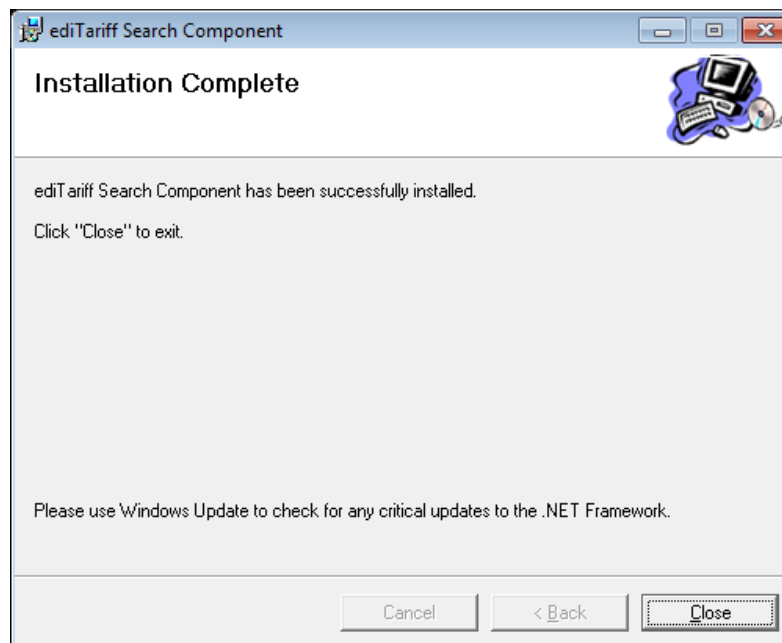 ediTariff Search Component
Installation Complete
ediTariff Search Component has been successfully installed.
Click "Close" to exit.
Please use Windows Update to check for any critical updates to the .NET Framework.
Cancel
< Back
Close